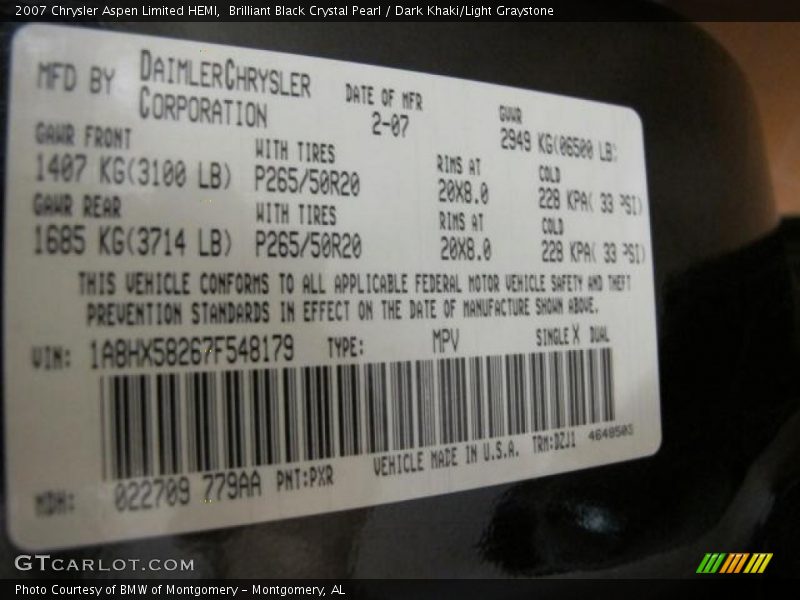 2007 Chrysler Aspen Limited HEMI,  Brilliant Black Crystal Pearl / Dark Khaki/Light Graystone
MFD BY DAIMLERCHRYSLER CORPORATION
DATE OF MFR 2-07
GVWR 2949 KG(06500 LB)
GAWR FRONT WITH TIRES RIMS AT COLD
1407 KG(3100 LB) P265/50R20 20X8.0 228 KPA( 33 PSI)
GAWR REAR WITH TIRES RIMS AT COLD
1685 KG(3714 LB) P265/50R20 20X8.0 228 KPA( 33 PSI)
THIS VEHICLE CONFORMS TO ALL APPLICABLE FEDERAL MOTOR VEHICLE SAFETY AND THEFT
PREVENTION STANDARDS IN EFFECT ON THE DATE OF MANUFACTURE SHOWN ABOVE.
VIN: 1A8HX58267F548179 TYPE: MPV SINGLE X DUAL
MDH: 022709 779AA PNT:PXR VEHICLE MADE IN U.S.A. TRM:DZJ1 4648503
GTCARLOT.COM
Photo Courtesy of BMW of Montgomery – Montgomery, AL